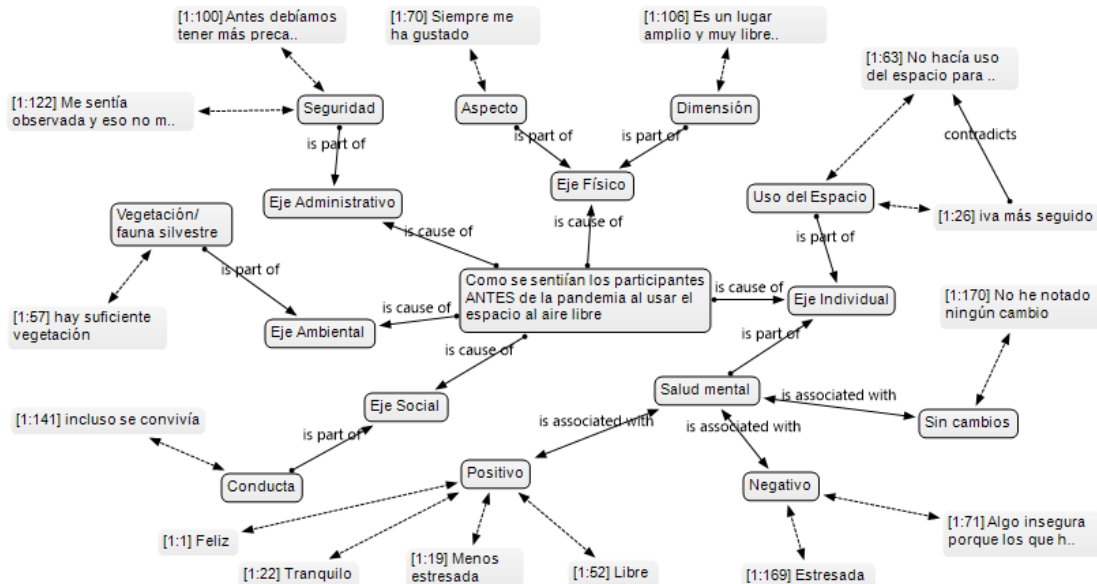 [1:100] Antes debíamos
tener más preca..
[1:70] Siempre me
ha gustado
[1:106] Es un lugar
amplio y muy libre..
[1:63] No hacía uso
del espacio para ..
[1:122] Me sentía
observada y eso no m..
Seguridad
Aspecto
Dimensión
is part of
is part of
is part of
contradicts
Eje Físico
Eje Administrativo
Uso del Espacio
Vegetación/
fauna silvestre
[1:26] iva más seguido
is cause of
is cause of
is part of
is part of
Como se sentiían los participantes
ANTES de la pandemia al usar el
espacio al aire libre
is cause of
Eje Individual
[1:170] No he notado
ningún cambio
[1:57] hay suficiente
vegetación
is cause of
Eje Ambiental
is cause of
is part of
Salud mental
is associated with
Eje Social
[1:141] incluso se convivía
is part of
is associated with
is associated with
Sin cambios
Conducta
Positivo
Negativo
[1:1] Feliz
[1:22] Tranquilo
[1:19] Menos
estresada
[1:52] Libre
[1:169] Estresada
[1:71] Algo insegura
porque los que h..